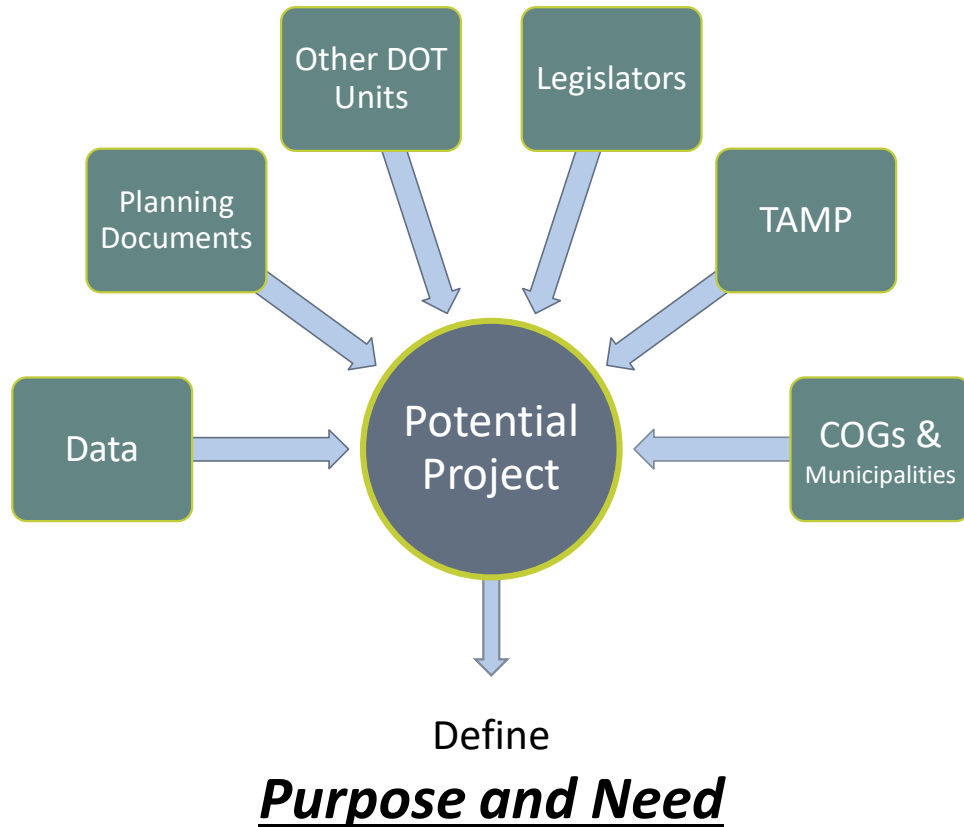 Other DOT
Units
Legislators
Planning
Documents
TAMP
Data
Potential
Project
COGs &
Municipalities
Define
Purpose and Need